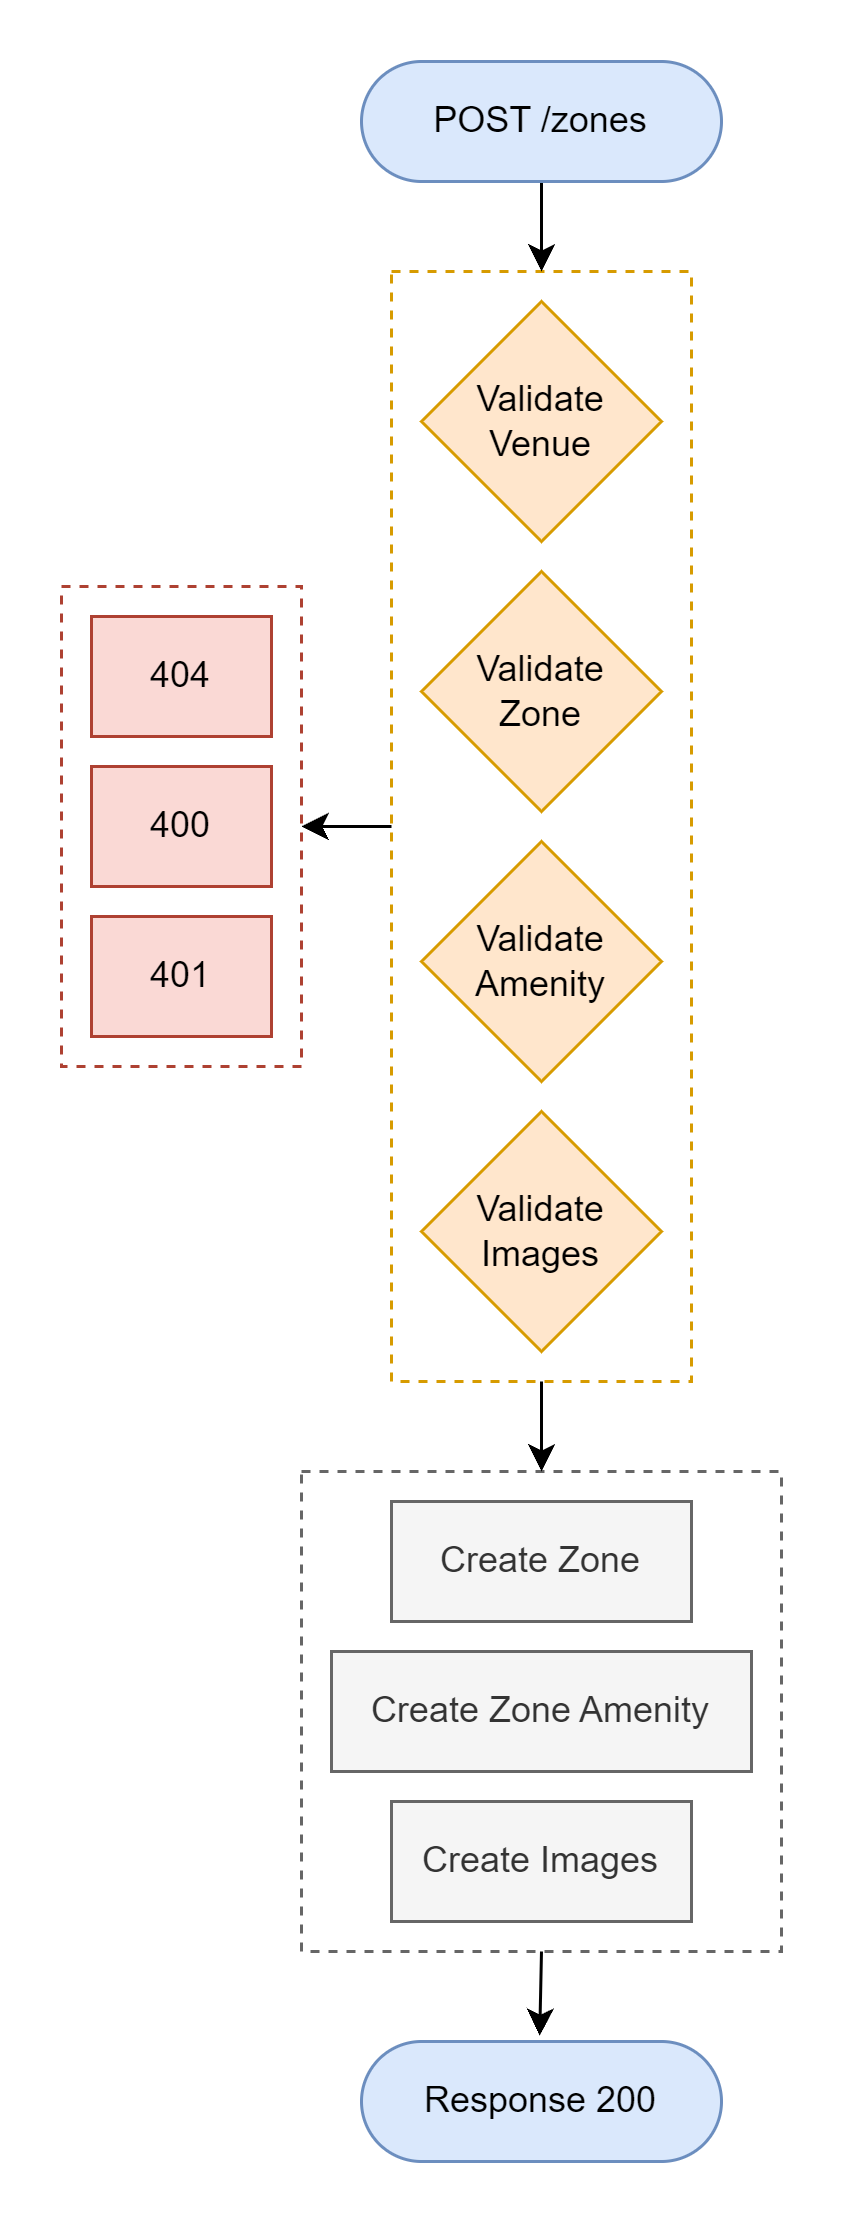 POST /zones
Validate
Venue
Validate
Zone
404
400
401
Validate
Amenity
Validate
Images
Create Zone
Create Zone Amenity
Create Images
Response 200